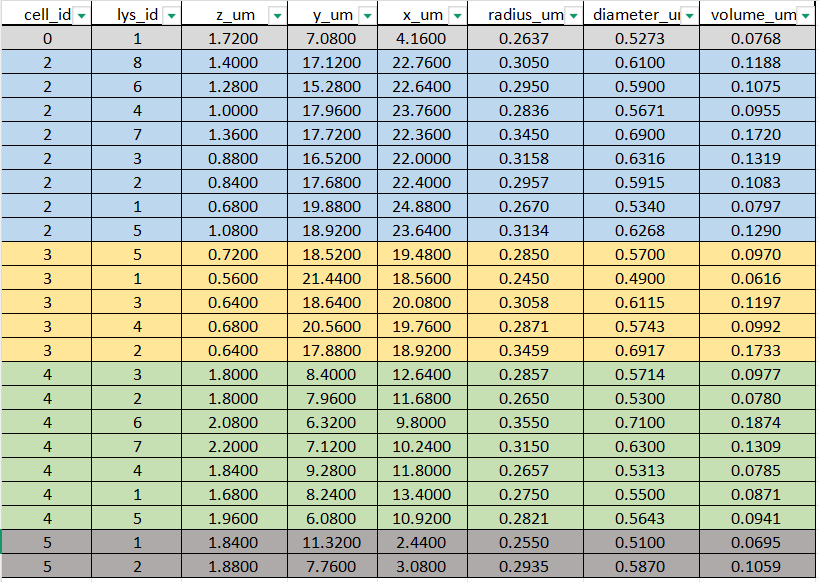 cell_id lys_id z_um y_um x_um radius_um diameter_u volume_um
0 1 1.7200 7.0800 4.1600 0.2637 0.5273 0.0768
2 8 1.4000 17.1200 22.7600 0.3050 0.6100 0.1188
2 6 1.2800 15.2800 22.6400 0.2950 0.5900 0.1075
2 4 1.0000 17.9600 23.7600 0.2836 0.5671 0.0955
2 7 1.3600 17.7200 22.3600 0.3450 0.6900 0.1720
2 3 0.8800 16.5200 22.0000 0.3158 0.6316 0.1319
2 2 0.8400 17.6800 22.4000 0.2957 0.5915 0.1083
2 1 0.6800 19.8800 24.8800 0.2670 0.5340 0.0797
2 5 1.0800 18.9200 23.6400 0.3134 0.6268 0.1290
3 5 0.7200 18.5200 19.4800 0.2850 0.5700 0.0970
3 1 0.5600 21.4400 18.5600 0.2450 0.4900 0.0616
3 3 0.6400 18.6400 20.0800 0.3058 0.6115 0.1197
3 4 0.6800 20.5600 19.7600 0.2871 0.5743 0.0992
3 2 0.6400 17.8800 18.9200 0.3459 0.6917 0.1733
4 3 1.8000 8.4000 12.6400 0.2857 0.5714 0.0977
4 2 1.8000 7.9600 11.6800 0.2650 0.5300 0.0780
4 6 2.0800 6.3200 9.8000 0.3550 0.7100 0.1874
4 7 2.2000 7.1200 10.2400 0.3150 0.6300 0.1309
4 4 1.8400 9.2800 11.8000 0.2657 0.5313 0.0785
4 1 1.6800 8.2400 13.4000 0.2750 0.5500 0.0871
4 5 1.9600 6.0800 10.9200 0.2821 0.5643 0.0941
5 1 1.8400 11.3200 2.4400 0.2550 0.5100 0.0695
5 2 1.8800 7.7600 3.0800 0.2935 0.5870 0.1059